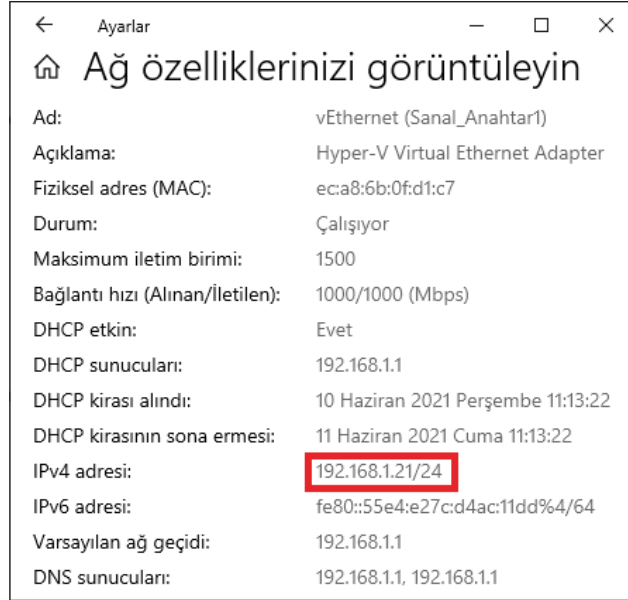 Ayarlar
Ağ özelliklerinizi görüntüleyin
Ad: vEthernet (Sanal_Anahtar1)
Açıklama: Hyper-V Virtual Ethernet Adapter
Fiziksel adres (MAC): ec:a8:6b:0f:d1:c7
Durum: Çalışıyor
Maksimum iletim birimi: 1500
Bağlantı hızı (Alınan/İletilen): 1000/1000 (Mbps)
DHCP etkin: Evet
DHCP sunucuları: 192.168.1.1
DHCP kirası alındı: 10 Haziran 2021 Perşembe 11:13:22
DHCP kirasının sona ermesi: 11 Haziran 2021 Cuma 11:13:22
IPv4 adresi: 192.168.1.21/24
IPv6 adresi: fe80::55e4:e27c:d4ac:11dd%4/64
Varsayılan ağ geçidi: 192.168.1.1
DNS sunucuları: 192.168.1.1, 192.168.1.1